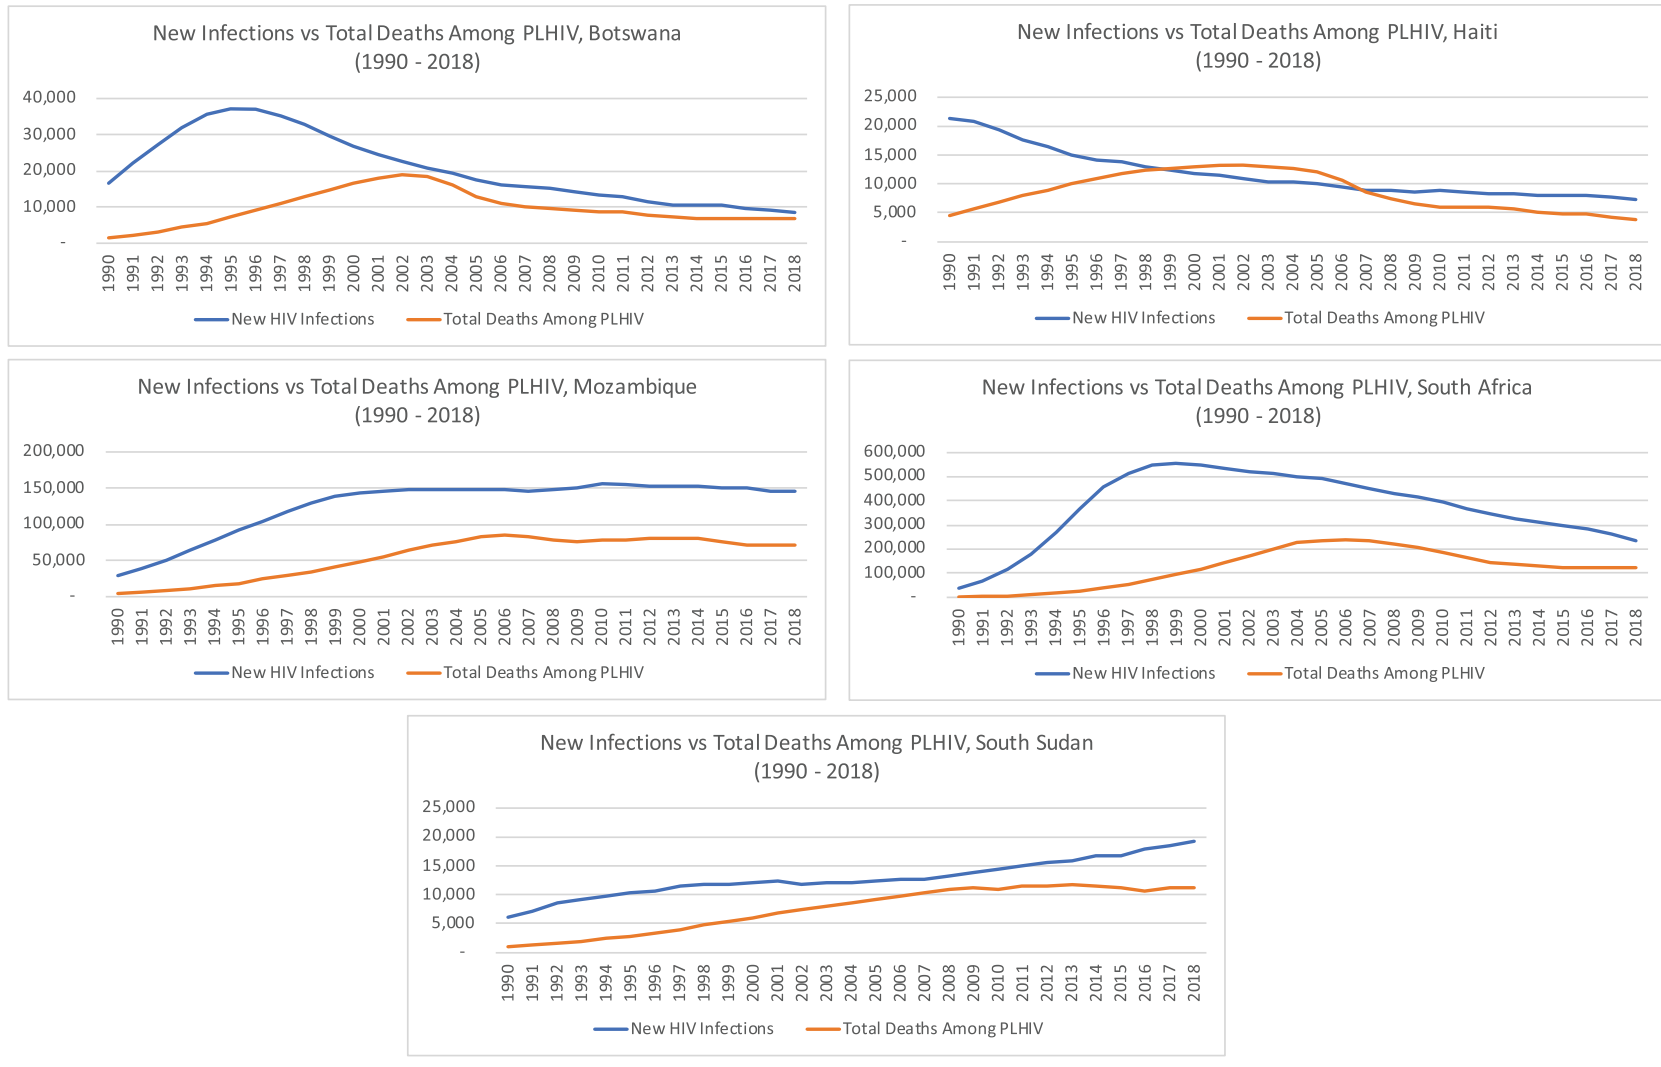 New Infections vs Total Deaths Among PLHIV, Botswana
(1990 - 2018)
40,000
30,000
20,000
10,000
-
1990 1991 1992 1993 1994 1995 1996 1997 1998 1999 2000 2001 2002 2003 2004 2005 2006 2007 2008 2009 2010 2011 2012 2013 2014 2015 2016 2017 2018
New HIV Infections Total Deaths Among PLHIV
New Infections vs Total Deaths Among PLHIV, Haiti
(1990 - 2018)
25,000
20,000
15,000
10,000
5,000
-
1990 1991 1992 1993 1994 1995 1996 1997 1998 1999 2000 2001 2002 2003 2004 2005 2006 2007 2008 2009 2010 2011 2012 2013 2014 2015 2016 2017 2018
New HIV Infections Total Deaths Among PLHIV
New Infections vs Total Deaths Among PLHIV, Mozambique
(1990 - 2018)
200,000
150,000
100,000
50,000
-
1990 1991 1992 1993 1994 1995 1996 1997 1998 1999 2000 2001 2002 2003 2004 2005 2006 2007 2008 2009 2010 2011 2012 2013 2014 2015 2016 2017 2018
New HIV Infections Total Deaths Among PLHIV
New Infections vs Total Deaths Among PLHIV, South Africa
(1990 - 2018)
600,000
500,000
400,000
300,000
200,000
100,000
-
1990 1991 1992 1993 1994 1995 1996 1997 1998 1999 2000 2001 2002 2003 2004 2005 2006 2007 2008 2009 2010 2011 2012 2013 2014 2015 2016 2017 2018
New HIV Infections Total Deaths Among PLHIV
New Infections vs Total Deaths Among PLHIV, South Sudan
(1990 - 2018)
25,000
20,000
15,000
10,000
5,000
-
1990 1991 1992 1993 1994 1995 1996 1997 1998 1999 2000 2001 2002 2003 2004 2005 2006 2007 2008 2009 2010 2011 2012 2013 2014 2015 2016 2017 2018
New HIV Infections Total Deaths Among PLHIV